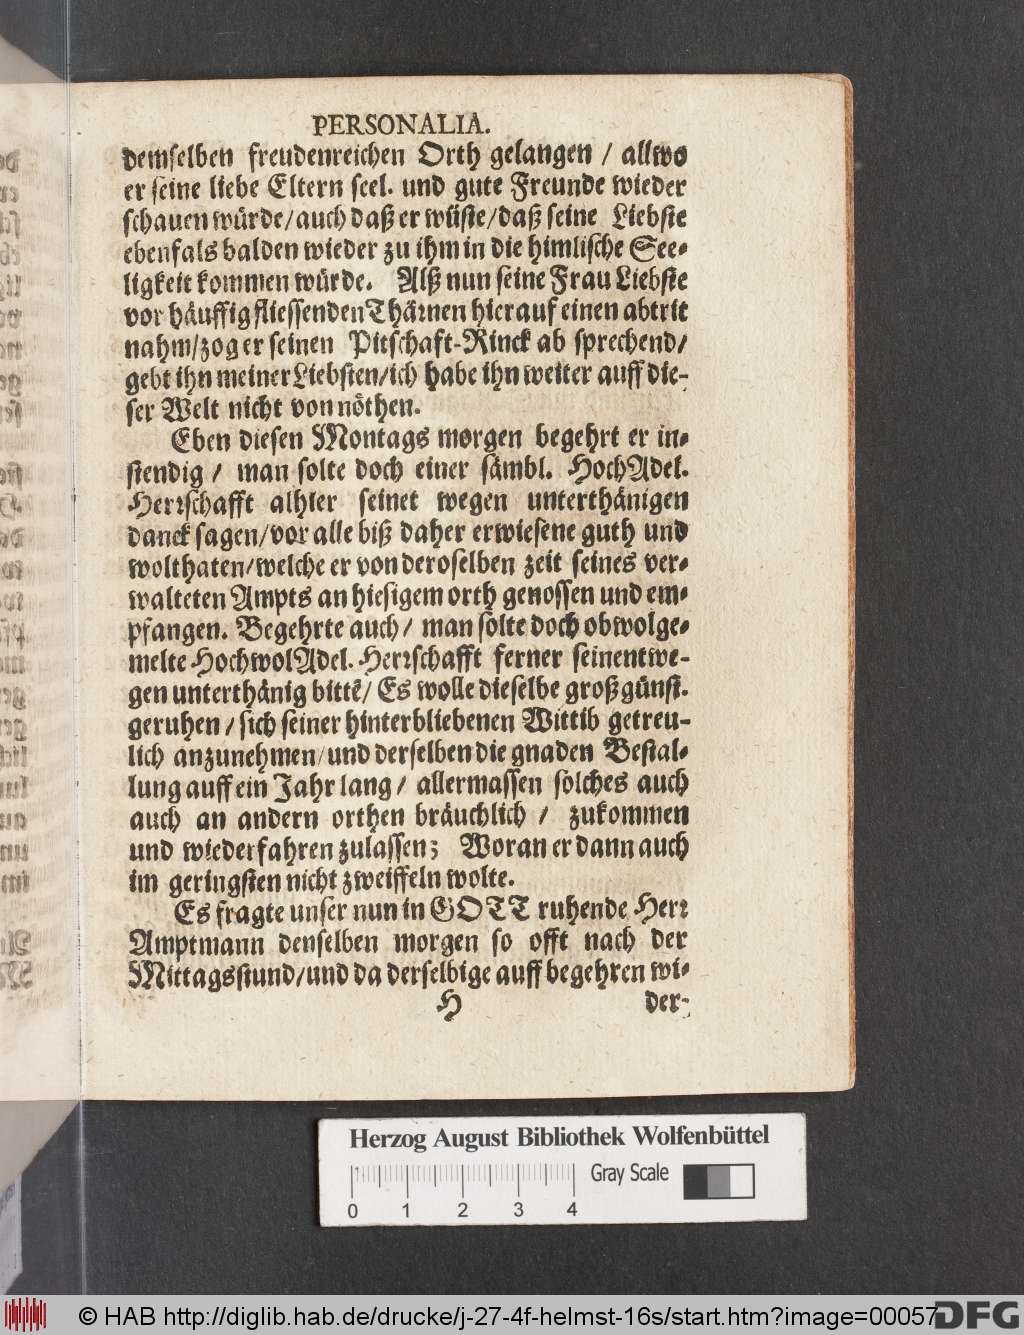 PERSONALIA.
demselben freudenreichen Orth gelangen / allwo
er seine liebe Eltern seel. und gute Freunde wieder
schauen würde/auch daß er wüste/daß seine Liebste
ebenfals balden wieder zu ihm in die himlische See-
ligkeit kommen würde. Alß nun seine Frau Liebste
vor häuffig fliessenden Thränen hierauf einen abtrit
nahm/zog er seinen Pitschaft-Rinck ab sprechend/
gebt ihn meiner Liebsten/ich habe ihn weiter auff die-
ser Welt nicht von nöthen.
Eben diesen Montags morgen begehrt er in-
stendig / man solte doch einer sämbl. HochAdel.
Herrschafft alhier seinet wegen unterthänigen
danck sagen/vor alle biß daher erwiesene guth und
wolthaten/welche er von deroselben zeit seines ver-
walteten Ampts an hiesigem orth genossen und em-
pfangen. Begehrte auch/ man solte doch obwolge-
melte HochwolAdel. Herrschafft ferner seinentwe-
gen unterthänig bittē/ Es wolle dieselbe großgünst.
geruhen / sich seiner hinterbliebenen Wittib getreu-
lich anzunehmen/und derselben die gnaden Bestal-
lung auff ein Jahr lang / allermassen solches auch
auch an andern orthen bräuchlich / zukommen
und wiederfahren zulassen; Woran er dann auch
im geringsten nicht zweiffeln wolte.
Es fragte unser nun in GOTT ruhende Herr
Amptmann denselben morgen so offt nach der
Mittagsstund/und da derselbige auff begehren wi-
H der-
Herzog August Bibliothek Wolfenbüttel
Gray Scale
0 1 2 3 4
© HAB http://diglib.hab.de/drucke/j-27-4f-helmst-16s/start.htm?image=00057
DFG